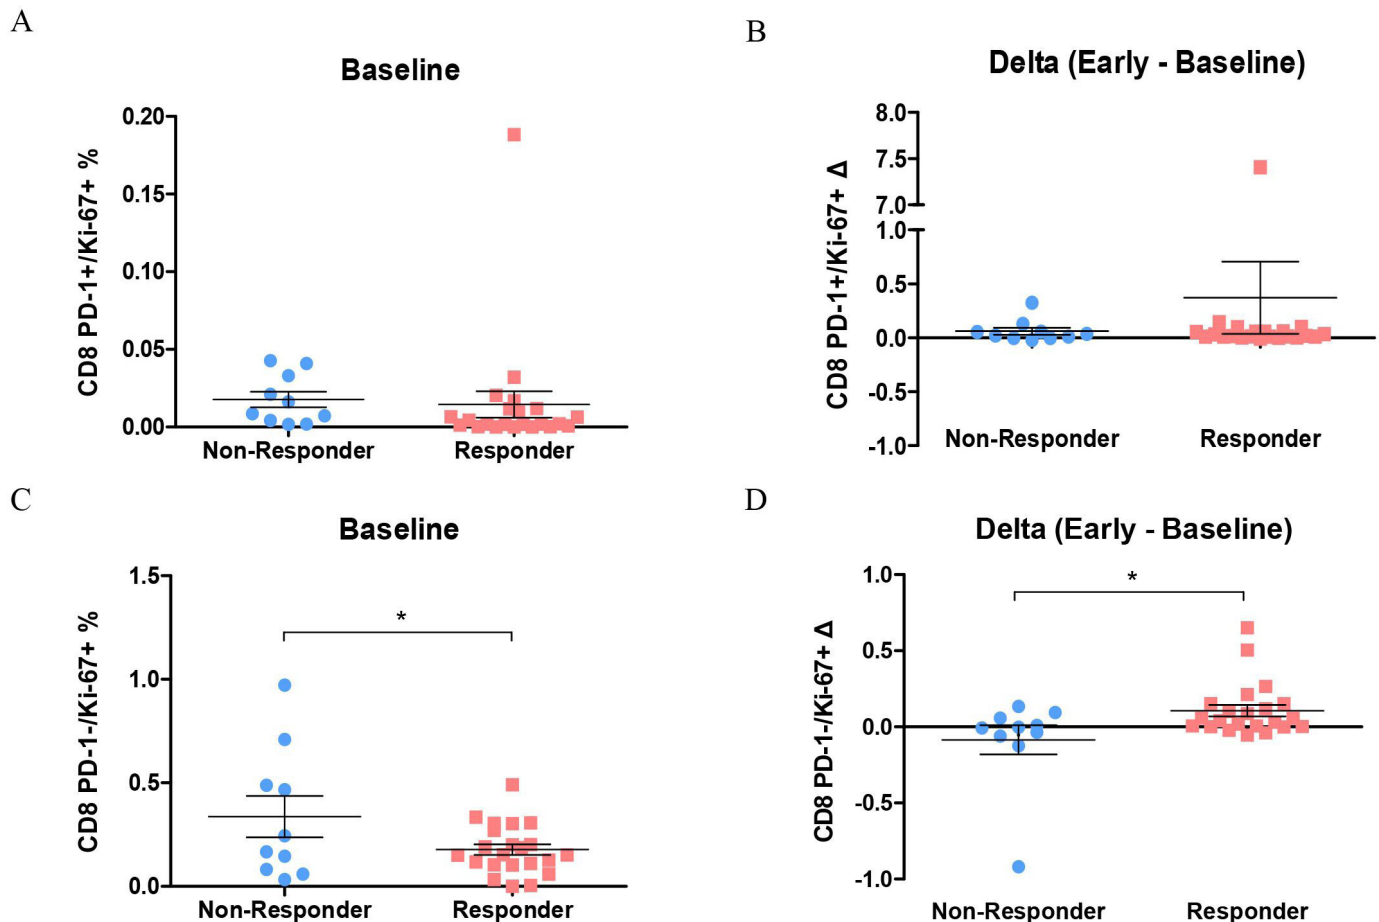 A
Baseline
CD8 PD-1+/Ki-67+ %
0.20
0.15
0.10
0.05
0.00
Non-Responder
Responder
B
Delta (Early - Baseline)
CD8 PD-1+/Ki-67+ Δ
8.0
7.5
7.0
1.0
0.5
0.0
-0.5
-1.0
Non-Responder
Responder
C
Baseline
CD8 PD-1-/Ki-67+ %
1.5
1.0
0.5
0.0
*
Non-Responder
Responder
D
Delta (Early - Baseline)
CD8 PD-1-/Ki-67+ Δ
1.0
0.5
0.0
-0.5
-1.0
*
Non-Responder
Responder